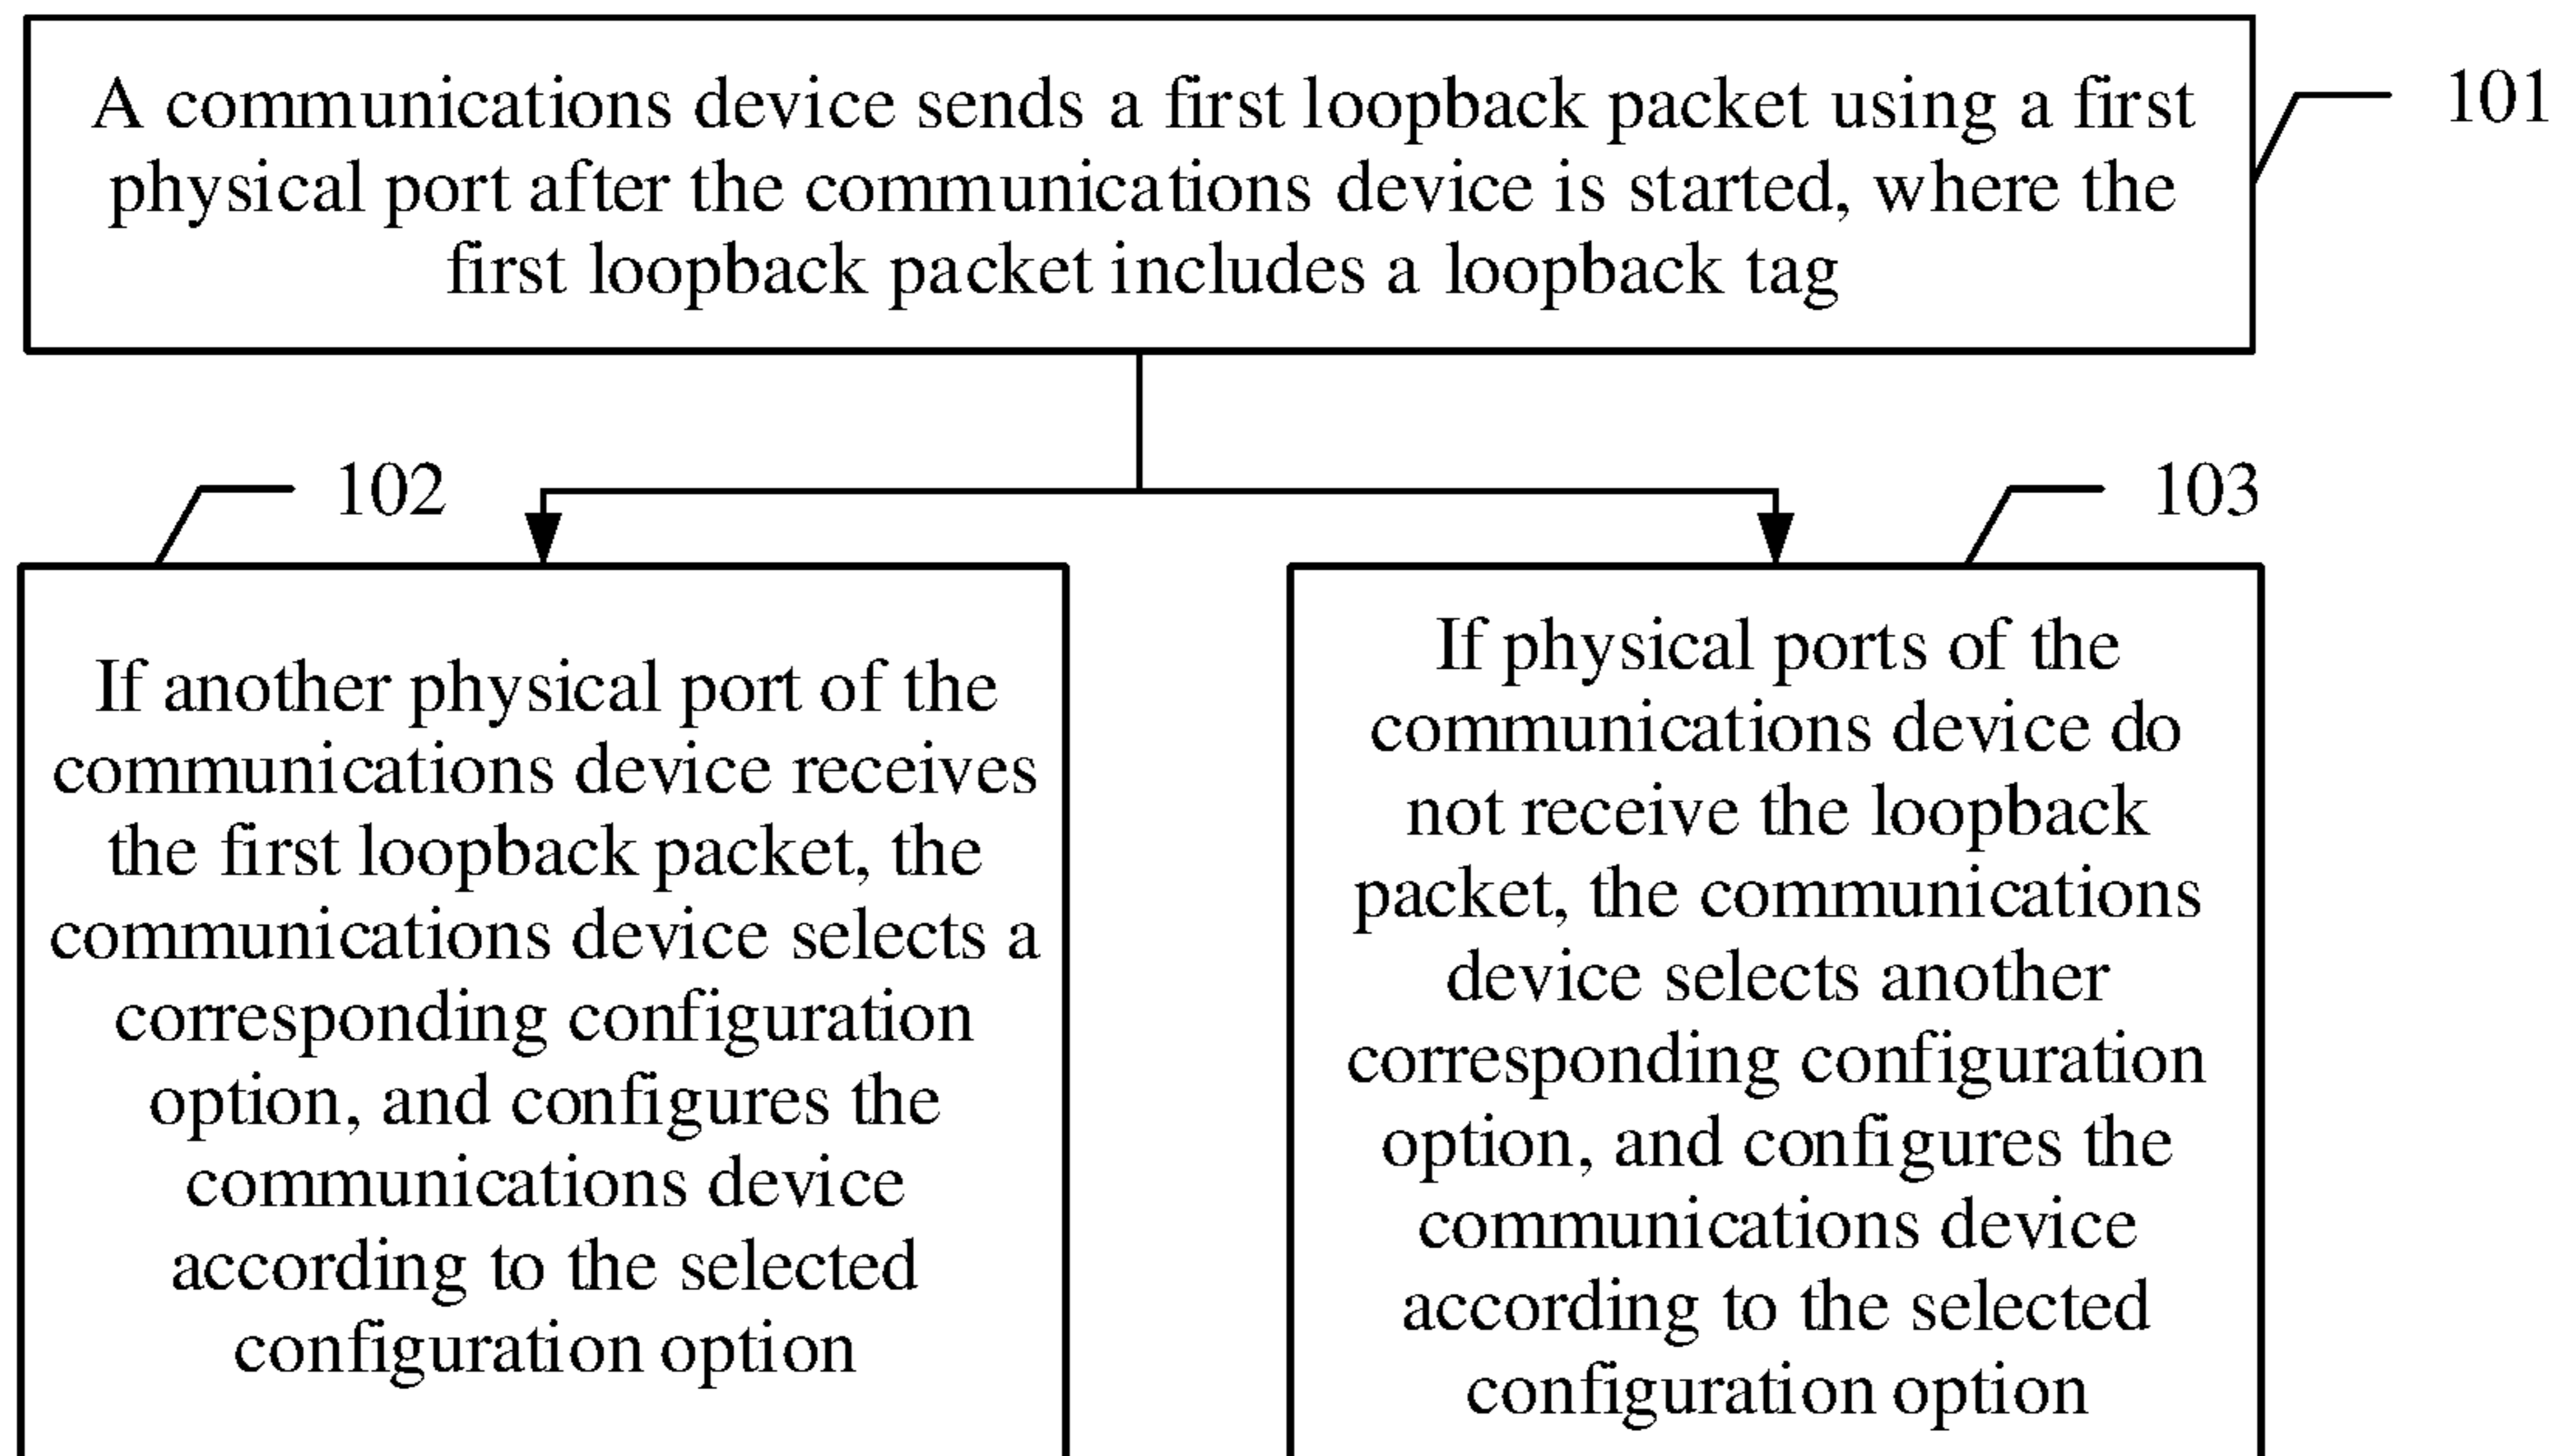 A communications device sends a first loopback packet using a first
physical port after the communications device is started, where the
first loopback packet includes a loopback tag
101
102
If another physical port of the
communications device receives
the first loopback packet, the
communications device selects a
corresponding configuration
option, and configures the
communications device
according to the selected
configuration option
103
If physical ports of the
communications device do
not receive the loopback
packet, the communications
device selects another
corresponding configuration
option, and configures the
communications device
according to the selected
configuration option